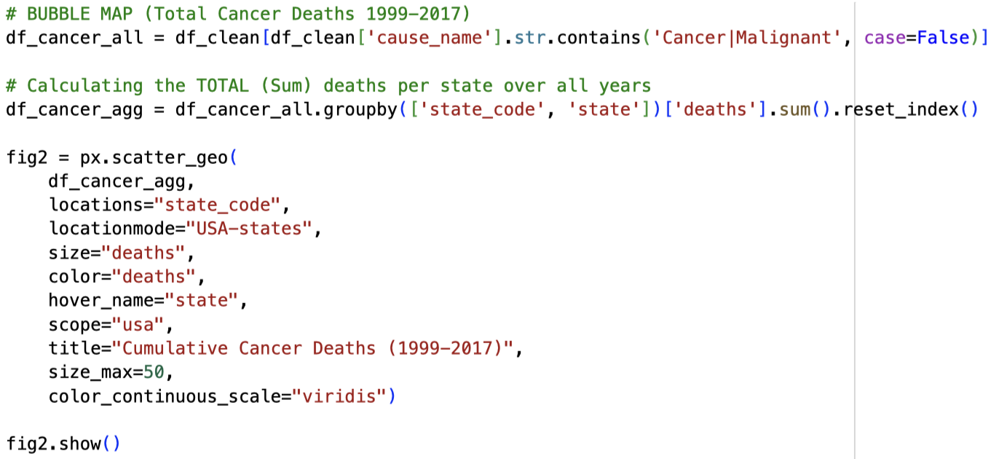 # BUBBLE MAP (Total Cancer Deaths 1999–2017)
df_cancer_all = df_clean[df_clean['cause_name'].str.contains('Cancer|Malignant', case=False)]
# Calculating the TOTAL (Sum) deaths per state over all years
df_cancer_agg = df_cancer_all.groupby(['state_code', 'state'])['deaths'].sum().reset_index()
fig2 = px.scatter_geo(
    df_cancer_agg,
    locations="state_code",
    locationmode="USA-states",
    size="deaths",
    color="deaths",
    hover_name="state",
    scope="usa",
    title="Cumulative Cancer Deaths (1999–2017)",
    size_max=50,
    color_continuous_scale="viridis")
fig2.show()